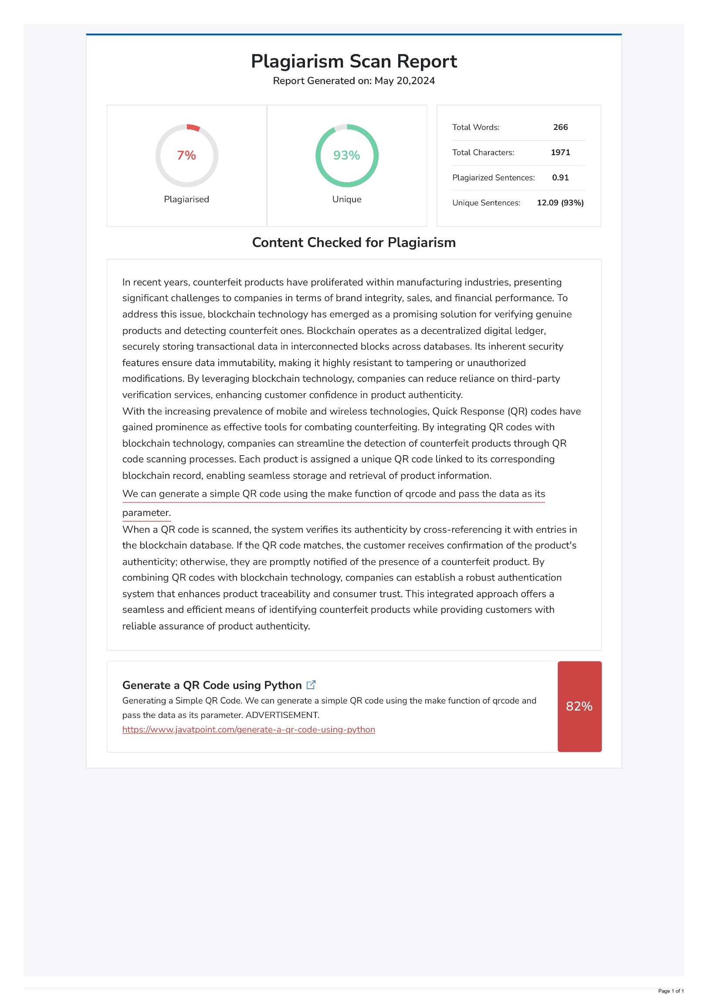 Plagiarism Scan Report
Report Generated on: May 20,2024
7%
Plagiarised
93%
Unique
Total Words: 266
Total Characters: 1971
Plagiarized Sentences: 0.91
Unique Sentences: 12.09 (93%)
Content Checked for Plagiarism
In recent years, counterfeit products have proliferated within manufacturing industries, presenting
significant challenges to companies in terms of brand integrity, sales, and financial performance. To
address this issue, blockchain technology has emerged as a promising solution for verifying genuine
products and detecting counterfeit ones. Blockchain operates as a decentralized digital ledger,
securely storing transactional data in interconnected blocks across databases. Its inherent security
features ensure data immutability, making it highly resistant to tampering or unauthorized
modifications. By leveraging blockchain technology, companies can reduce reliance on third-party
verification services, enhancing customer confidence in product authenticity.
With the increasing prevalence of mobile and wireless technologies, Quick Response (QR) codes have
gained prominence as effective tools for combating counterfeiting. By integrating QR codes with
blockchain technology, companies can streamline the detection of counterfeit products through QR
code scanning processes. Each product is assigned a unique QR code linked to its corresponding
blockchain record, enabling seamless storage and retrieval of product information.
We can generate a simple QR code using the make function of qrcode and pass the data as its
parameter.
When a QR code is scanned, the system verifies its authenticity by cross-referencing it with entries in
the blockchain database. If the QR code matches, the customer receives confirmation of the product's
authenticity; otherwise, they are promptly notified of the presence of a counterfeit product. By
combining QR codes with blockchain technology, companies can establish a robust authentication
system that enhances product traceability and consumer trust. This integrated approach offers a
seamless and efficient means of identifying counterfeit products while providing customers with
reliable assurance of product authenticity.
Generate a QR Code using Python
Generating a Simple QR Code. We can generate a simple QR code using the make function of qrcode and
pass the data as its parameter. ADVERTISEMENT.
https://www.javatpoint.com/generate-a-qr-code-using-python
82%
Page 1 of 1